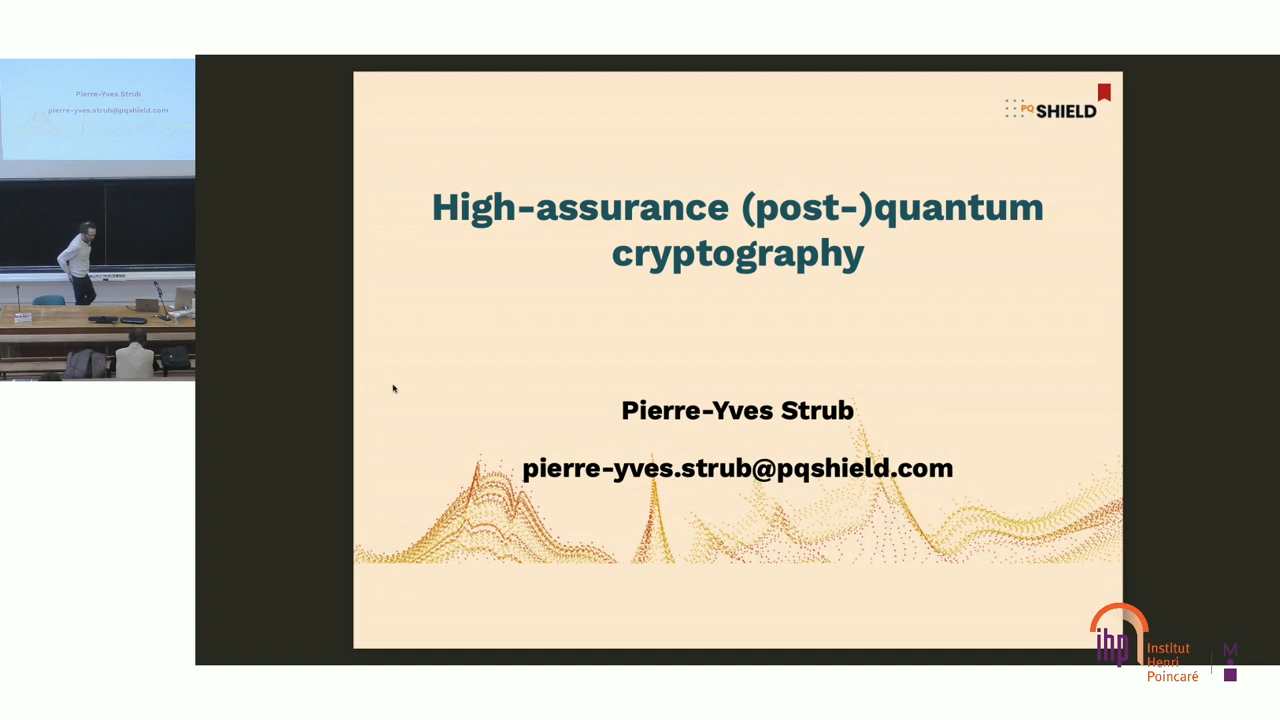 Pierre-Yves Strub
pierre-yves.strub@pqshield.com
PQ SHIELD
High-assurance (post-)quantum
cryptography
Pierre-Yves Strub
pierre-yves.strub@pqshield.com
ihp
Institut
Henri
Poincaré
M